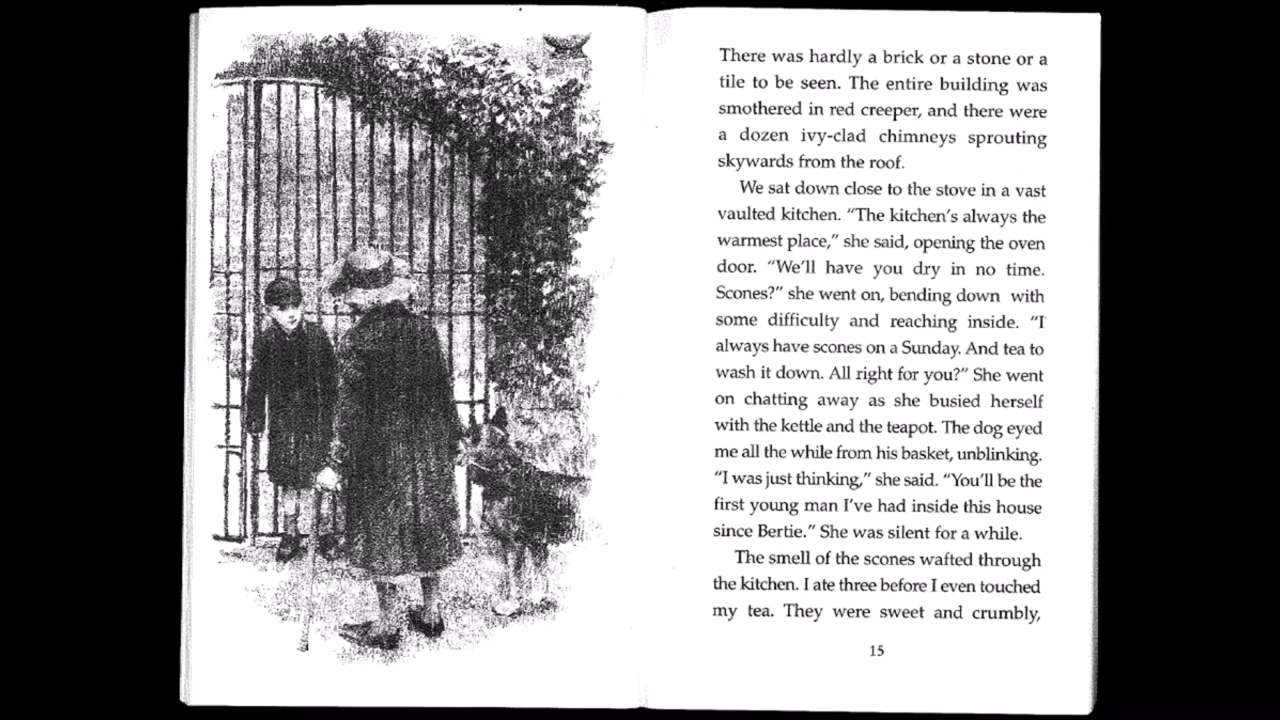 There was hardly a brick or a stone or a
tile to be seen. The entire building was
smothered in red creeper, and there were
a dozen ivy-clad chimneys sprouting
skywards from the roof.
We sat down close to the stove in a vast
vaulted kitchen. “The kitchen’s always the
warmest place,” she said, opening the oven
door. “We’ll have you dry in no time.
Scones?” she went on, bending down with
some difficulty and reaching inside. “I
always have scones on a Sunday. And tea to
wash it down. All right for you?” She went
on chatting away as she busied herself
with the kettle and the teapot. The dog eyed
me all the while from his basket, unblinking.
“I was just thinking,” she said. “You’ll be the
first young man I’ve had inside this house
since Bertie.” She was silent for a while.
The smell of the scones wafted through
the kitchen. I ate three before I even touched
my tea. They were sweet and crumbly,
15